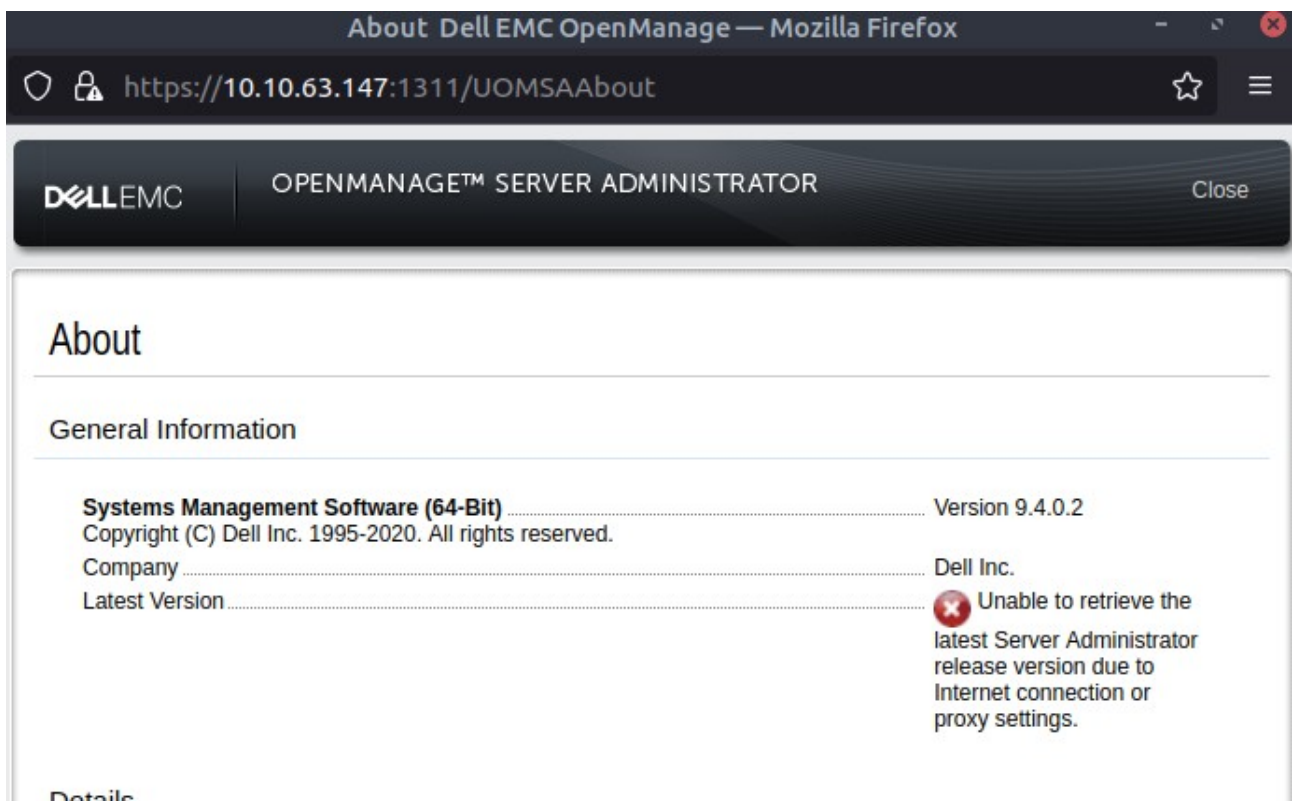 About Dell EMC OpenManage — Mozilla Firefox
https://10.10.63.147:1311/UOMSAAbout
DELLEMC
OPENMANAGE™ SERVER ADMINISTRATOR
Close
About
General Information
Systems Management Software (64-Bit) Version 9.4.0.2
Copyright (C) Dell Inc. 1995-2020. All rights reserved.
Company Dell Inc.
Latest Version Unable to retrieve the
latest Server Administrator
release version due to
Internet connection or
proxy settings.
Details